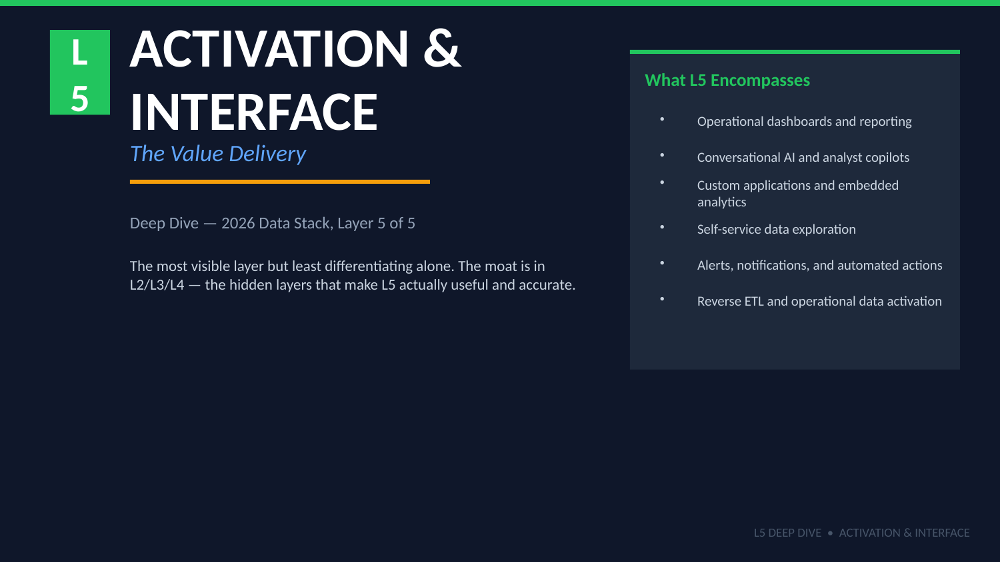 L
5
ACTIVATION &
INTERFACE
The Value Delivery
Deep Dive — 2026 Data Stack, Layer 5 of 5
The most visible layer but least differentiating alone. The moat is in
L2/L3/L4 — the hidden layers that make L5 actually useful and accurate.
What L5 Encompasses
• Operational dashboards and reporting
• Conversational AI and analyst copilots
• Custom applications and embedded
analytics
• Self-service data exploration
• Alerts, notifications, and automated actions
• Reverse ETL and operational data activation
L5 DEEP DIVE • ACTIVATION & INTERFACE